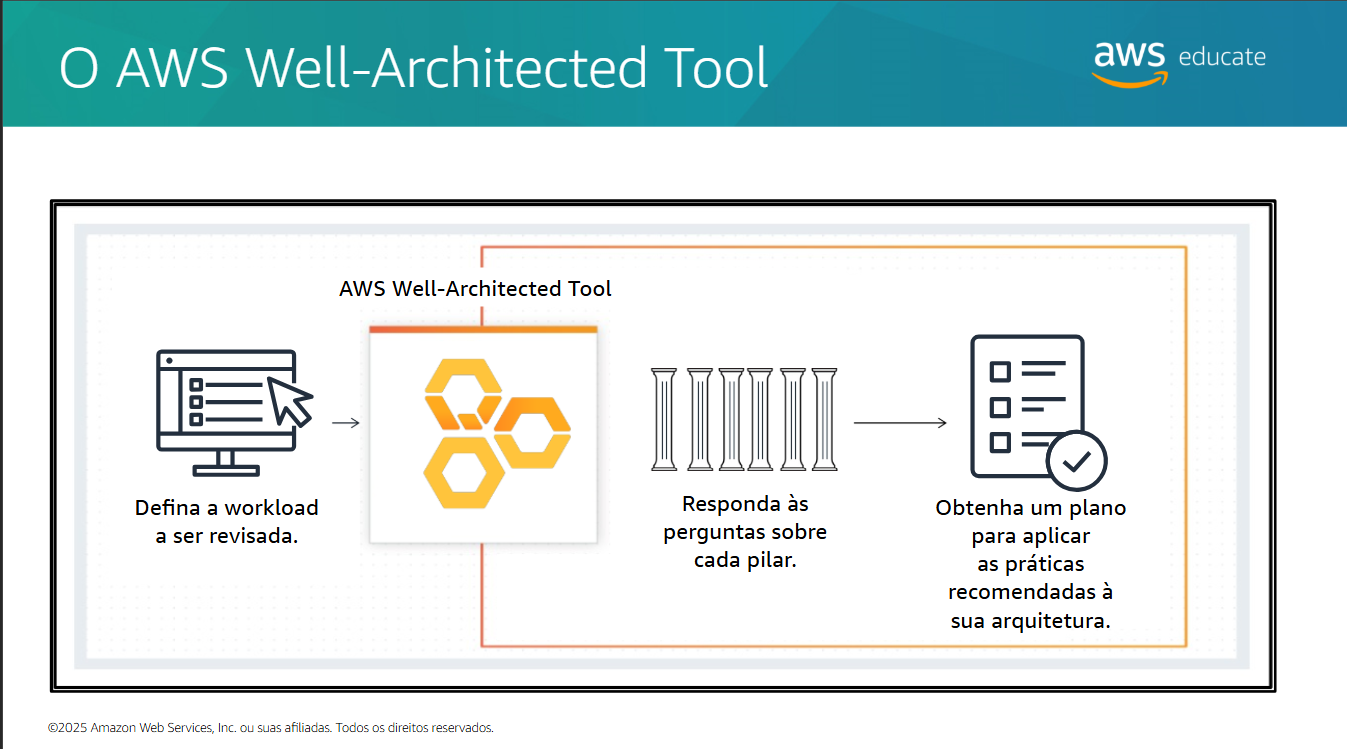 O AWS Well-Architected Tool
aws educate
AWS Well-Architected Tool
Defina a workload
a ser revisada.
Responda às
perguntas sobre
cada pilar.
Obtenha um plano
para aplicar
as práticas
recomendadas à
sua arquitetura.
©2025 Amazon Web Services, Inc. ou suas afiliadas. Todos os direitos reservados.